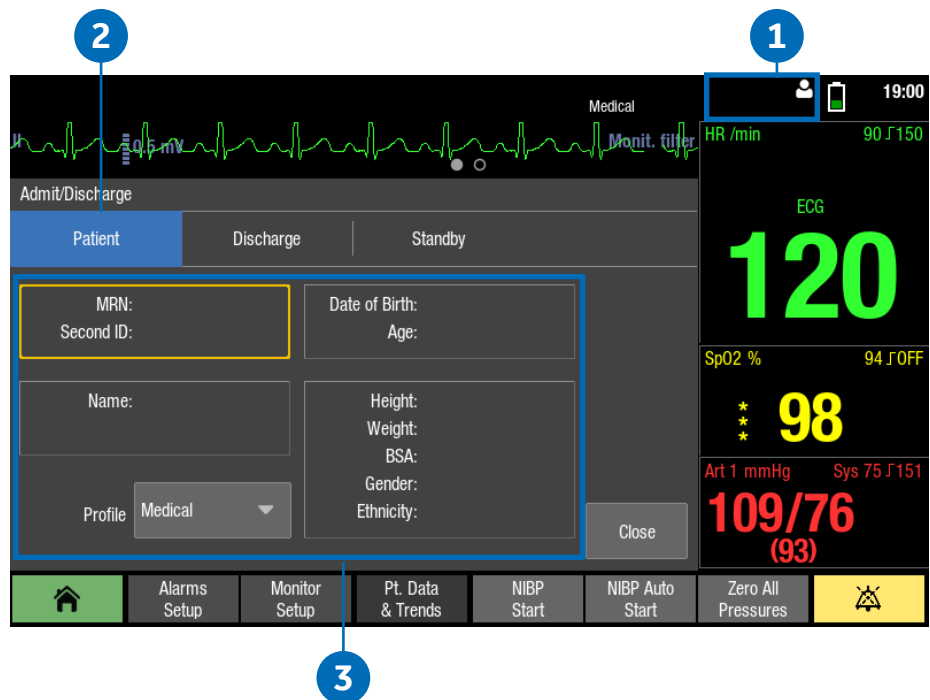 2
1
Medical
19:00
II
0.5 mV
Monit. filter
HR /min 90 150
ECG
120
Admit/Discharge
Patient Discharge Standby
MRN:
Second ID:
Date of Birth:
Age:
SpO2 % 94 OFF
*
*
*
98
Name:
Height:
Weight:
BSA:
Gender:
Ethnicity:
Profile Medical
Close
Art 1 mmHg Sys 75 151
109/76
(93)
Alarms
Setup
Monitor
Setup
Pt. Data
& Trends
NIBP
Start
NIBP Auto
Start
Zero All
Pressures
3